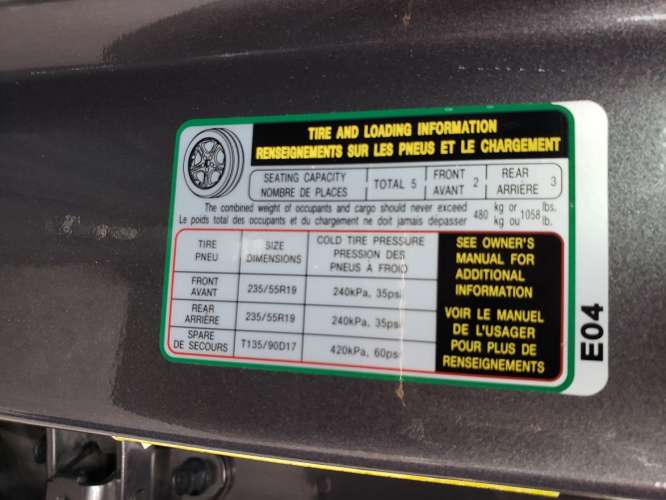 TIRE AND LOADING INFORMATION
RENSEIGNEMENTS SUR LES PNEUS ET LE CHARGEMENT
SEATING CAPACITY
NOMBRE DE PLACES
TOTAL 5
FRONT
AVANT 2
REAR
ARRIÈRE 3
The combined weight of occupants and cargo should never exceed 480 kg or 1058 lbs.
Le poids total des occupants et du chargement ne doit jamais dépasser kg ou lb.
TIRE
PNEU
SIZE
DIMENSIONS
COLD TIRE PRESSURE
PRESSION DES
PNEUS À FROID
FRONT
AVANT
235/55R19
240kPa, 35psi
REAR
ARRIÈRE
235/55R19
240kPa, 35psi
SPARE
DE SECOURS
T135/90D17
420kPa, 60psi
SEE OWNER'S
MANUAL FOR
ADDITIONAL
INFORMATION
VOIR LE MANUEL
DE L'USAGER
POUR PLUS DE
RENSEIGNEMENTS
E04